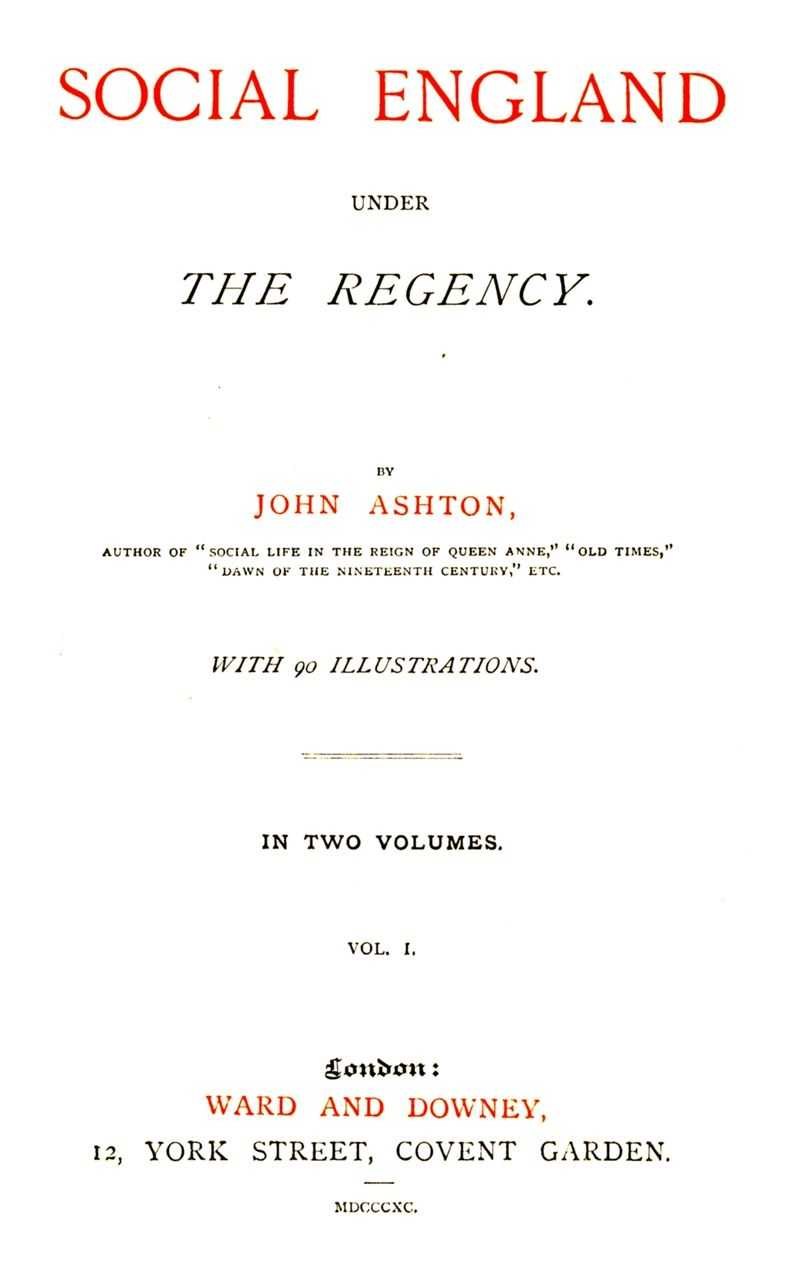 SOCIAL ENGLAND
UNDER
THE REGENCY.
BY
JOHN ASHTON,
AUTHOR OF “SOCIAL LIFE IN THE REIGN OF QUEEN ANNE,” “OLD TIMES,”
“DAWN OF THE NINETEENTH CENTURY,” ETC.
WITH 90 ILLUSTRATIONS.
IN TWO VOLUMES.
VOL. I.
London:
WARD AND DOWNEY,
12, YORK STREET, COVENT GARDEN.
MDCCCXC.